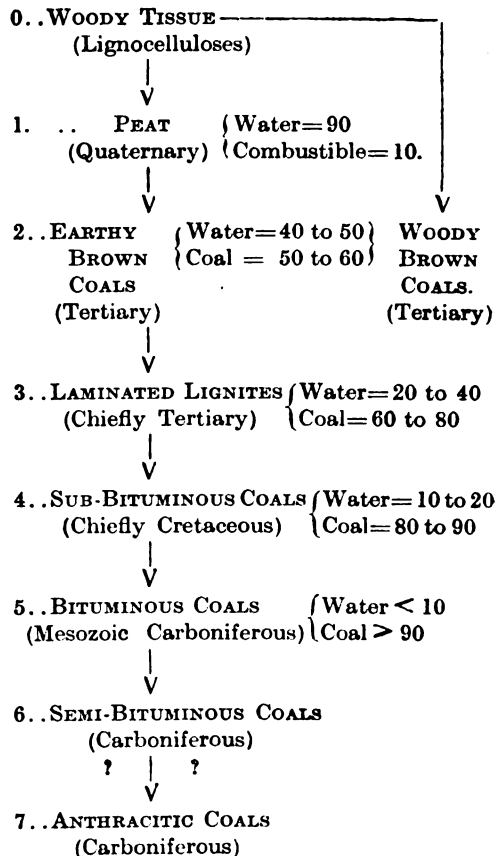 0..WOODY TISSUE
(Lignocelluloses)
1. .. PEAT {Water=90
(Quaternary) {Combustible=10.
2..EARTHY {Water=40 to 50} WOODY
BROWN {Coal = 50 to 60} BROWN
COALS COALS.
(Tertiary) (Tertiary)
3..LAMINATED LIGNITES {Water=20 to 40
(Chiefly Tertiary) {Coal=60 to 80
4..SUB-BITUMINOUS COALS {Water=10 to 20
(Chiefly Cretaceous) {Coal=80 to 90
5..BITUMINOUS COALS {Water < 10
(Mesozoic Carboniferous) {Coal > 90
6..SEMI-BITUMINOUS COALS
(Carboniferous)
? ?
7..ANTHRACITIC COALS
(Carboniferous)